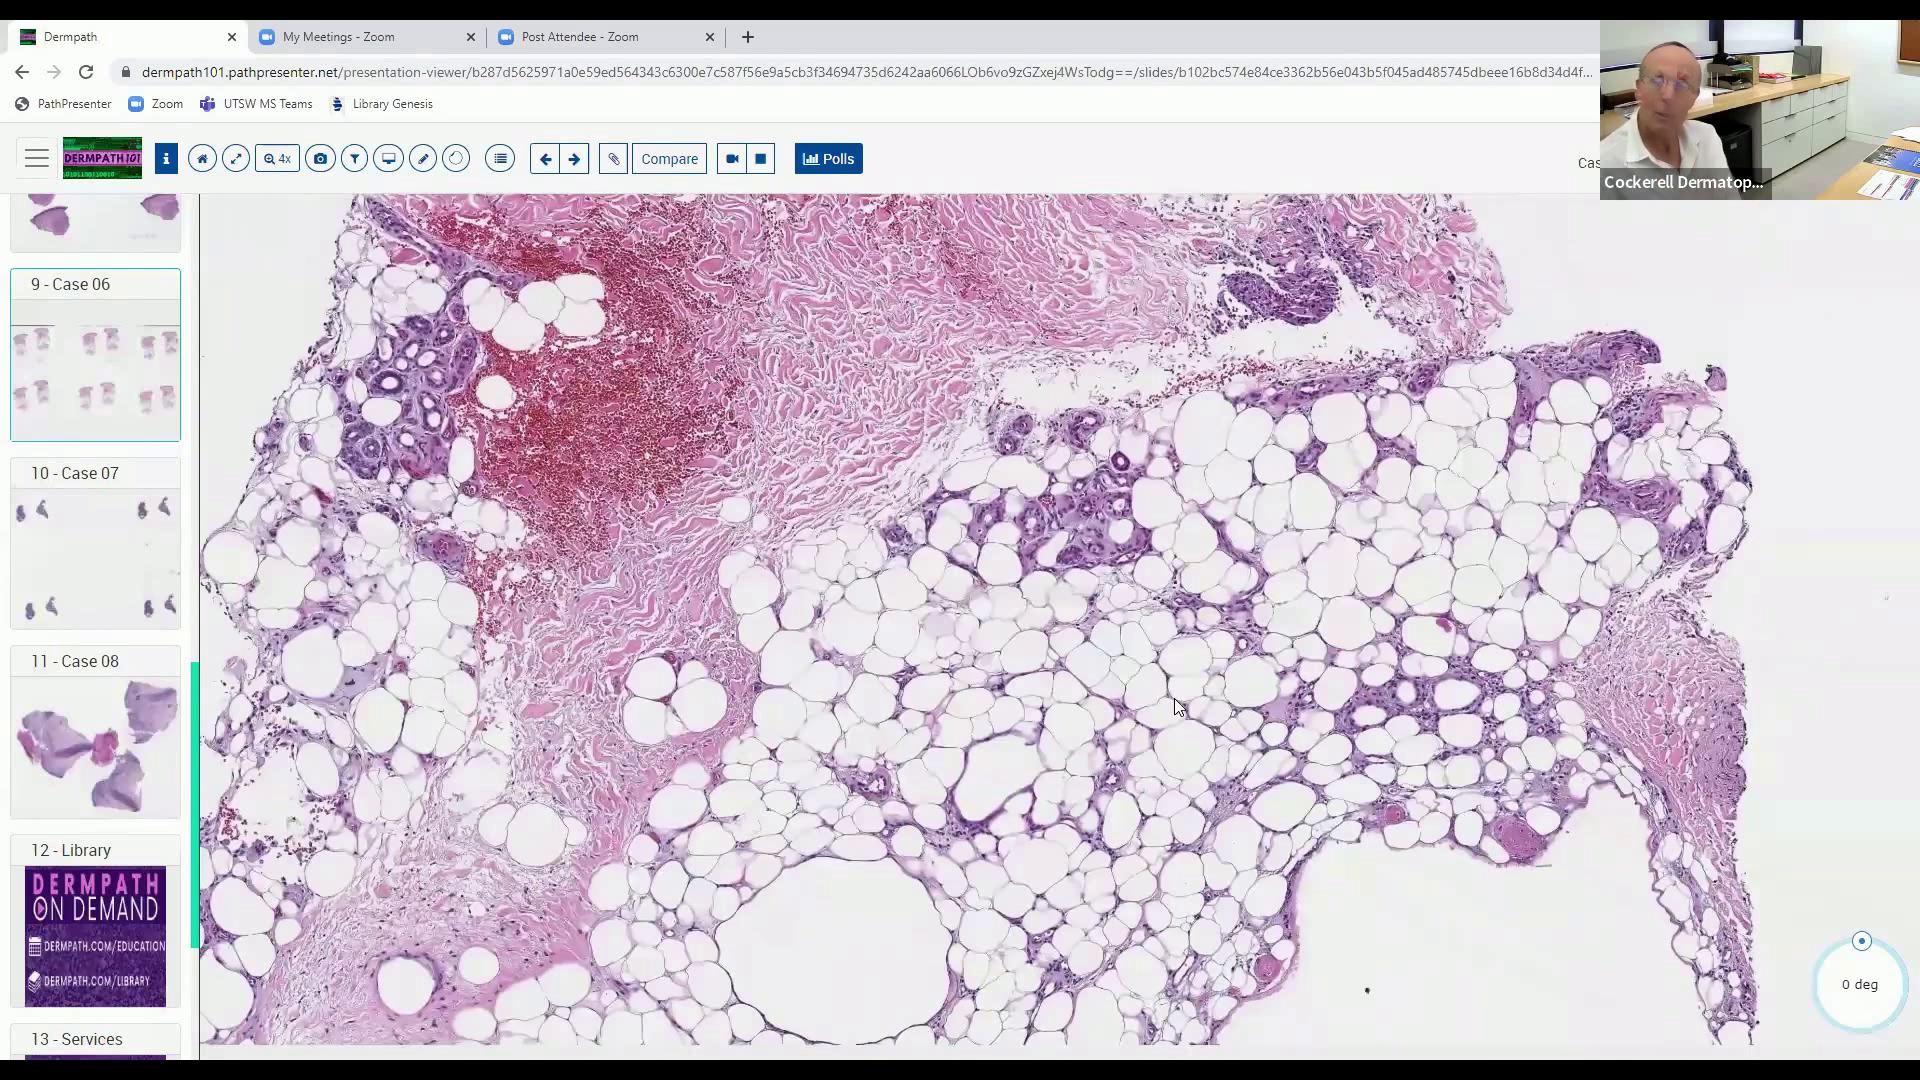 Dermpath
My Meetings - Zoom
Post Attendee - Zoom
dermpath101.pathpresenter.net/presentation-viewer/b287d5625971a0e59ed564343c6300e7c587f56e9a5cb3f34694735d6242aa6066LOb6vo9zGZxej4WsTodg==/slides/b102bc574e84ce3362b56e043b5f045ad485745dbeee16b8d34d4f...
PathPresenter
Zoom
UTSW MS Teams
Library Genesis
DERMPATH 101
i
4x
Compare
Polls
Cas
Cockerell Dermatop...
9 - Case 06
10 - Case 07
11 - Case 08
12 - Library
DERMPATH
ON DEMAND
DERMPATH.COM/EDUCATION
DERMPATH.COM/LIBRARY
13 - Services
0 deg